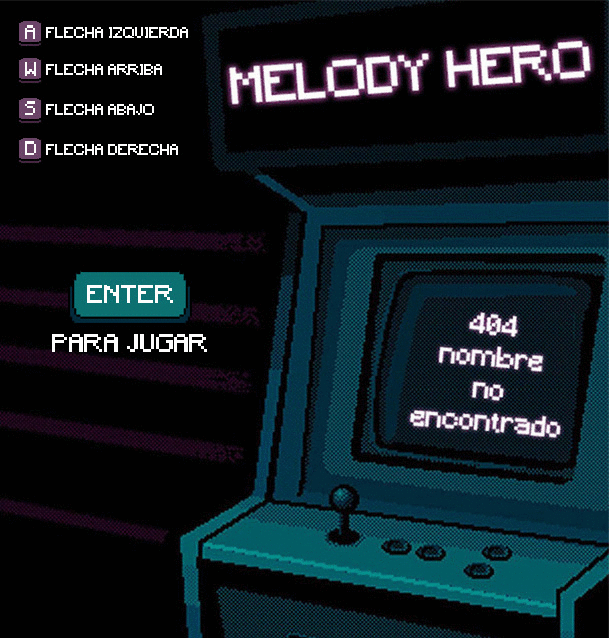 A FLECHA IZQUIERDA
W FLECHA ARRIBA
S FLECHA ABAJO
D FLECHA DERECHA
MELODY HERO
ENTER
PARA JUGAR
404
nombre
no
encontrado